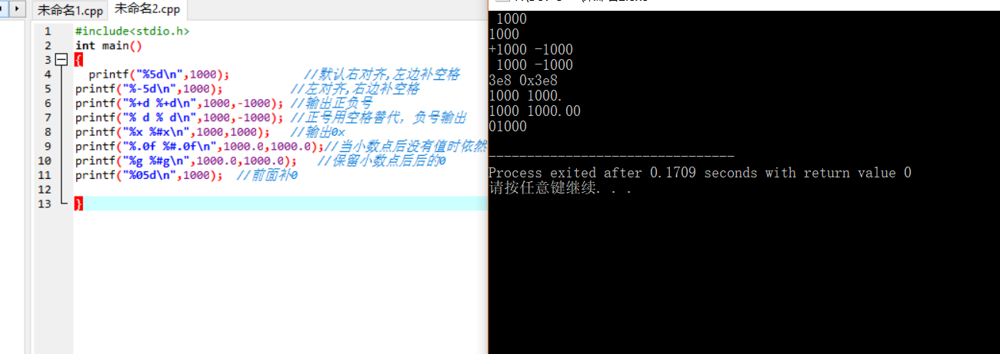 未命名1.cpp 未命名2.cpp
1 #include<stdio.h>
2 int main()
3 {
4 printf("%5d\n",1000); //默认右对齐,左边补空格
5 printf("%-5d\n",1000); //左对齐,右边补空格
6 printf("%+d %+d\n",1000,-1000); //输出正负号
7 printf("% d % d\n",1000,-1000); //正号用空格替代，负号输出
8 printf("%x %#x\n",1000,1000); //输出0x
9 printf("%.0f %#.0f\n",1000.0,1000.0);//当小数点后没有值时依然
10 printf("%g %#g\n",1000.0,1000.0); //保留小数点后后的0
11 printf("%05d\n",1000); //前面补0
12
13 }
1000
1000
+1000 -1000
1000 -1000
3e8 0x3e8
1000 1000.
1000 1000.00
01000
--------------------------------
Process exited after 0.1709 seconds with return value 0
请按任意键继续. . .